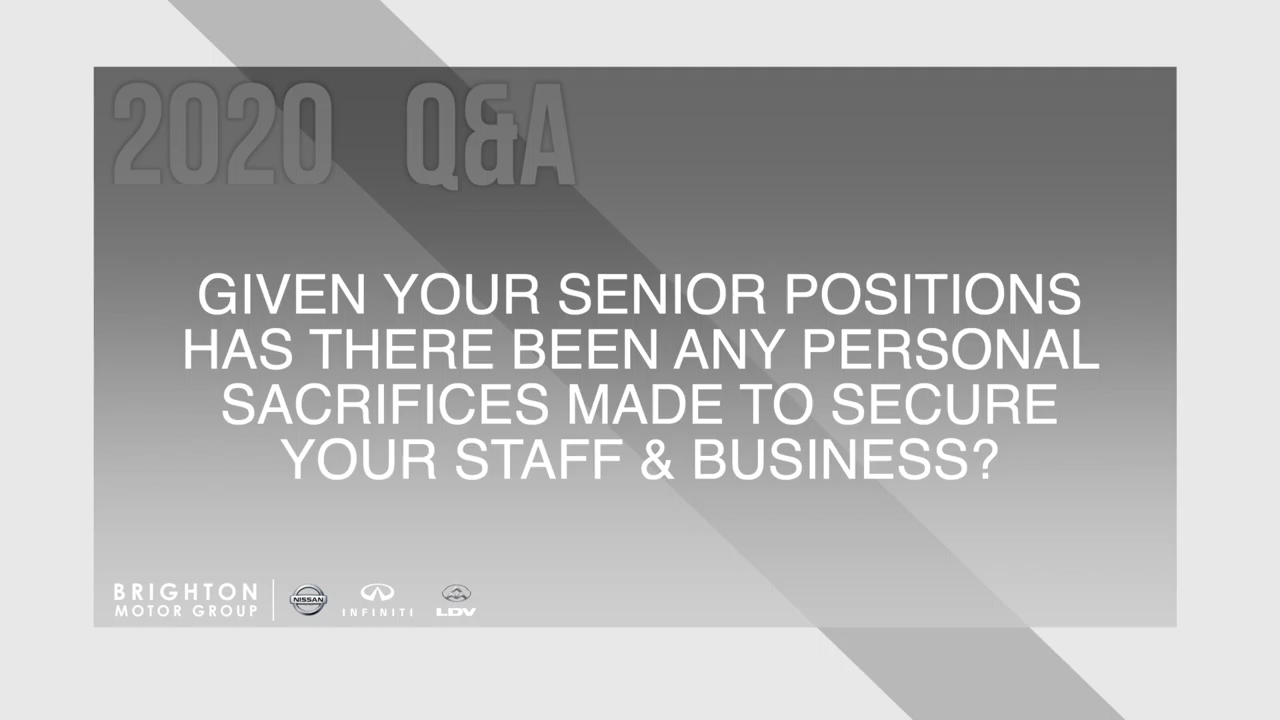 2020 Q&A
GIVEN YOUR SENIOR POSITIONS
HAS THERE BEEN ANY PERSONAL
SACRIFICES MADE TO SECURE
YOUR STAFF & BUSINESS?
BRIGHTON
MOTOR GROUP
NISSAN
INFINITI
LDV